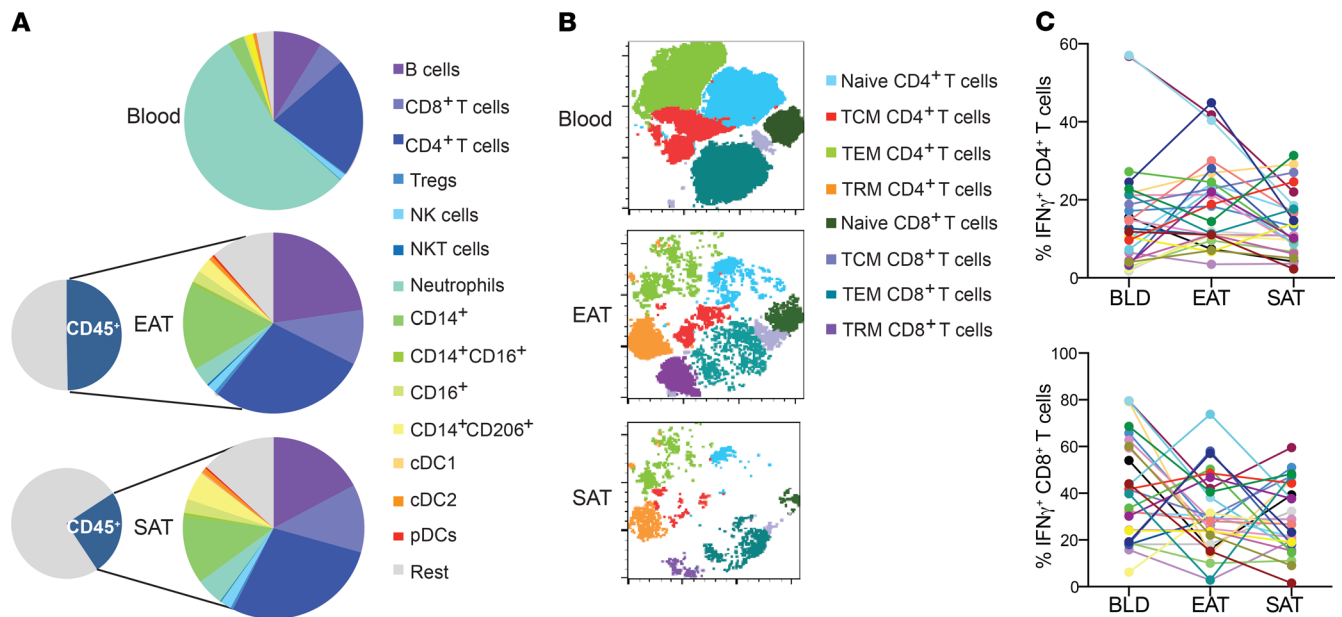 A
Blood
CD45⁺
EAT
CD45⁺
SAT
B cells
CD8⁺ T cells
CD4⁺ T cells
Tregs
NK cells
NKT cells
Neutrophils
CD14⁺
CD14⁺CD16⁺
CD16⁺
CD14⁺CD206⁺
cDC1
cDC2
pDCs
Rest
B
Blood
EAT
SAT
Naive CD4⁺ T cells
TCM CD4⁺ T cells
TEM CD4⁺ T cells
TRM CD4⁺ T cells
Naive CD8⁺ T cells
TCM CD8⁺ T cells
TEM CD8⁺ T cells
TRM CD8⁺ T cells
C
% IFNγ⁺ CD4⁺ T cells
60
40
20
0
BLD EAT SAT
% IFNγ⁺ CD8⁺ T cells
100
80
60
40
20
0
BLD EAT SAT